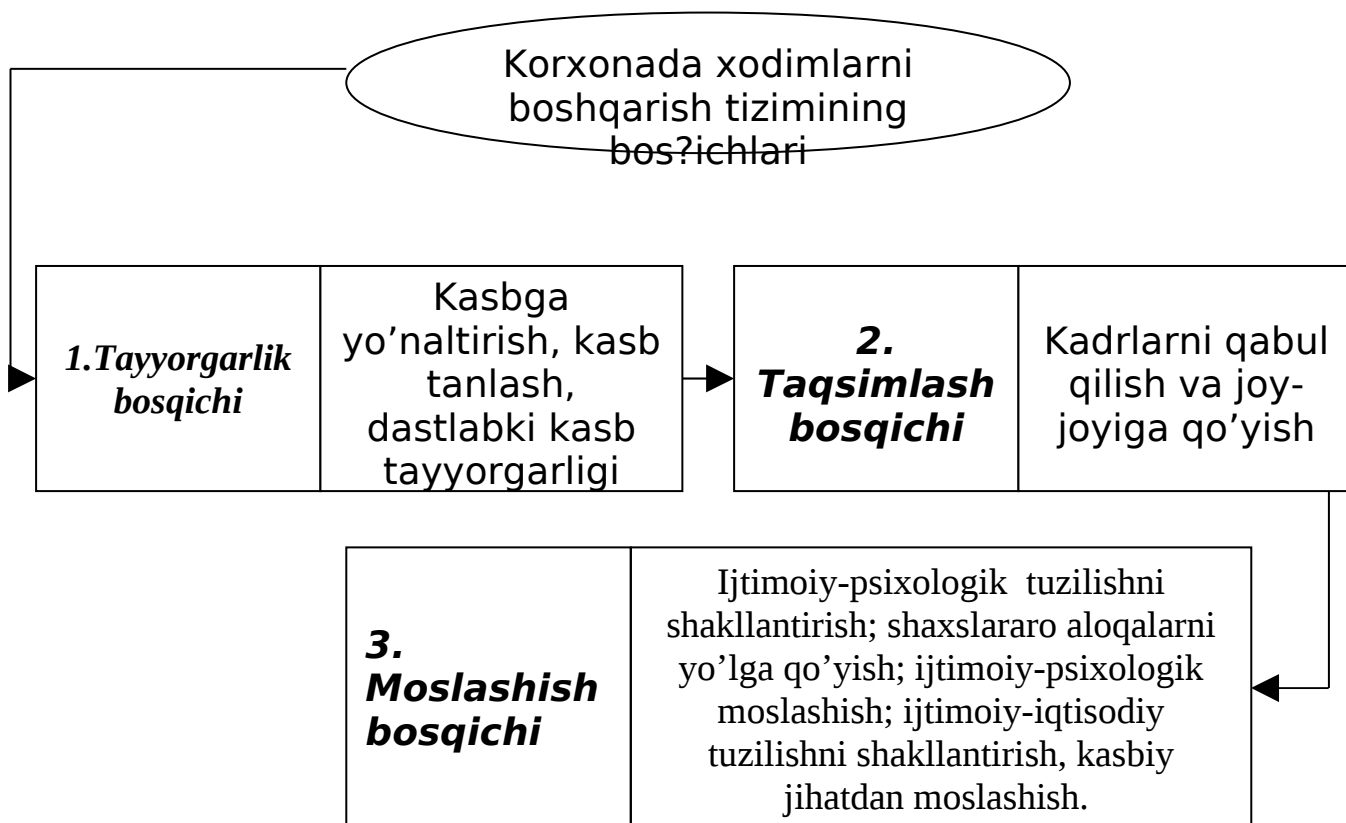 Korxonada xodimlarni
boshqarish tizimining
bos?ichlari
1.Tayyorgarlik
bosqichi
Kasbga
yo’naltirish, kasb
tanlash,
dastlabki kasb
tayyorgarligi
2.
Taqsimlash
bosqichi
Kadrlarni qabul
qilish va joy-
joyiga qo’yish
3.
Moslashish
bosqichi
Ijtimoiy-psixologik tuzilishni
shakllantirish; shaxslararo aloqalarni
yo’lga qo’yish; ijtimoiy-psixologik
moslashish; ijtimoiy-iqtisodiy
tuzilishni shakllantirish, kasbiy
jihatdan moslashish.